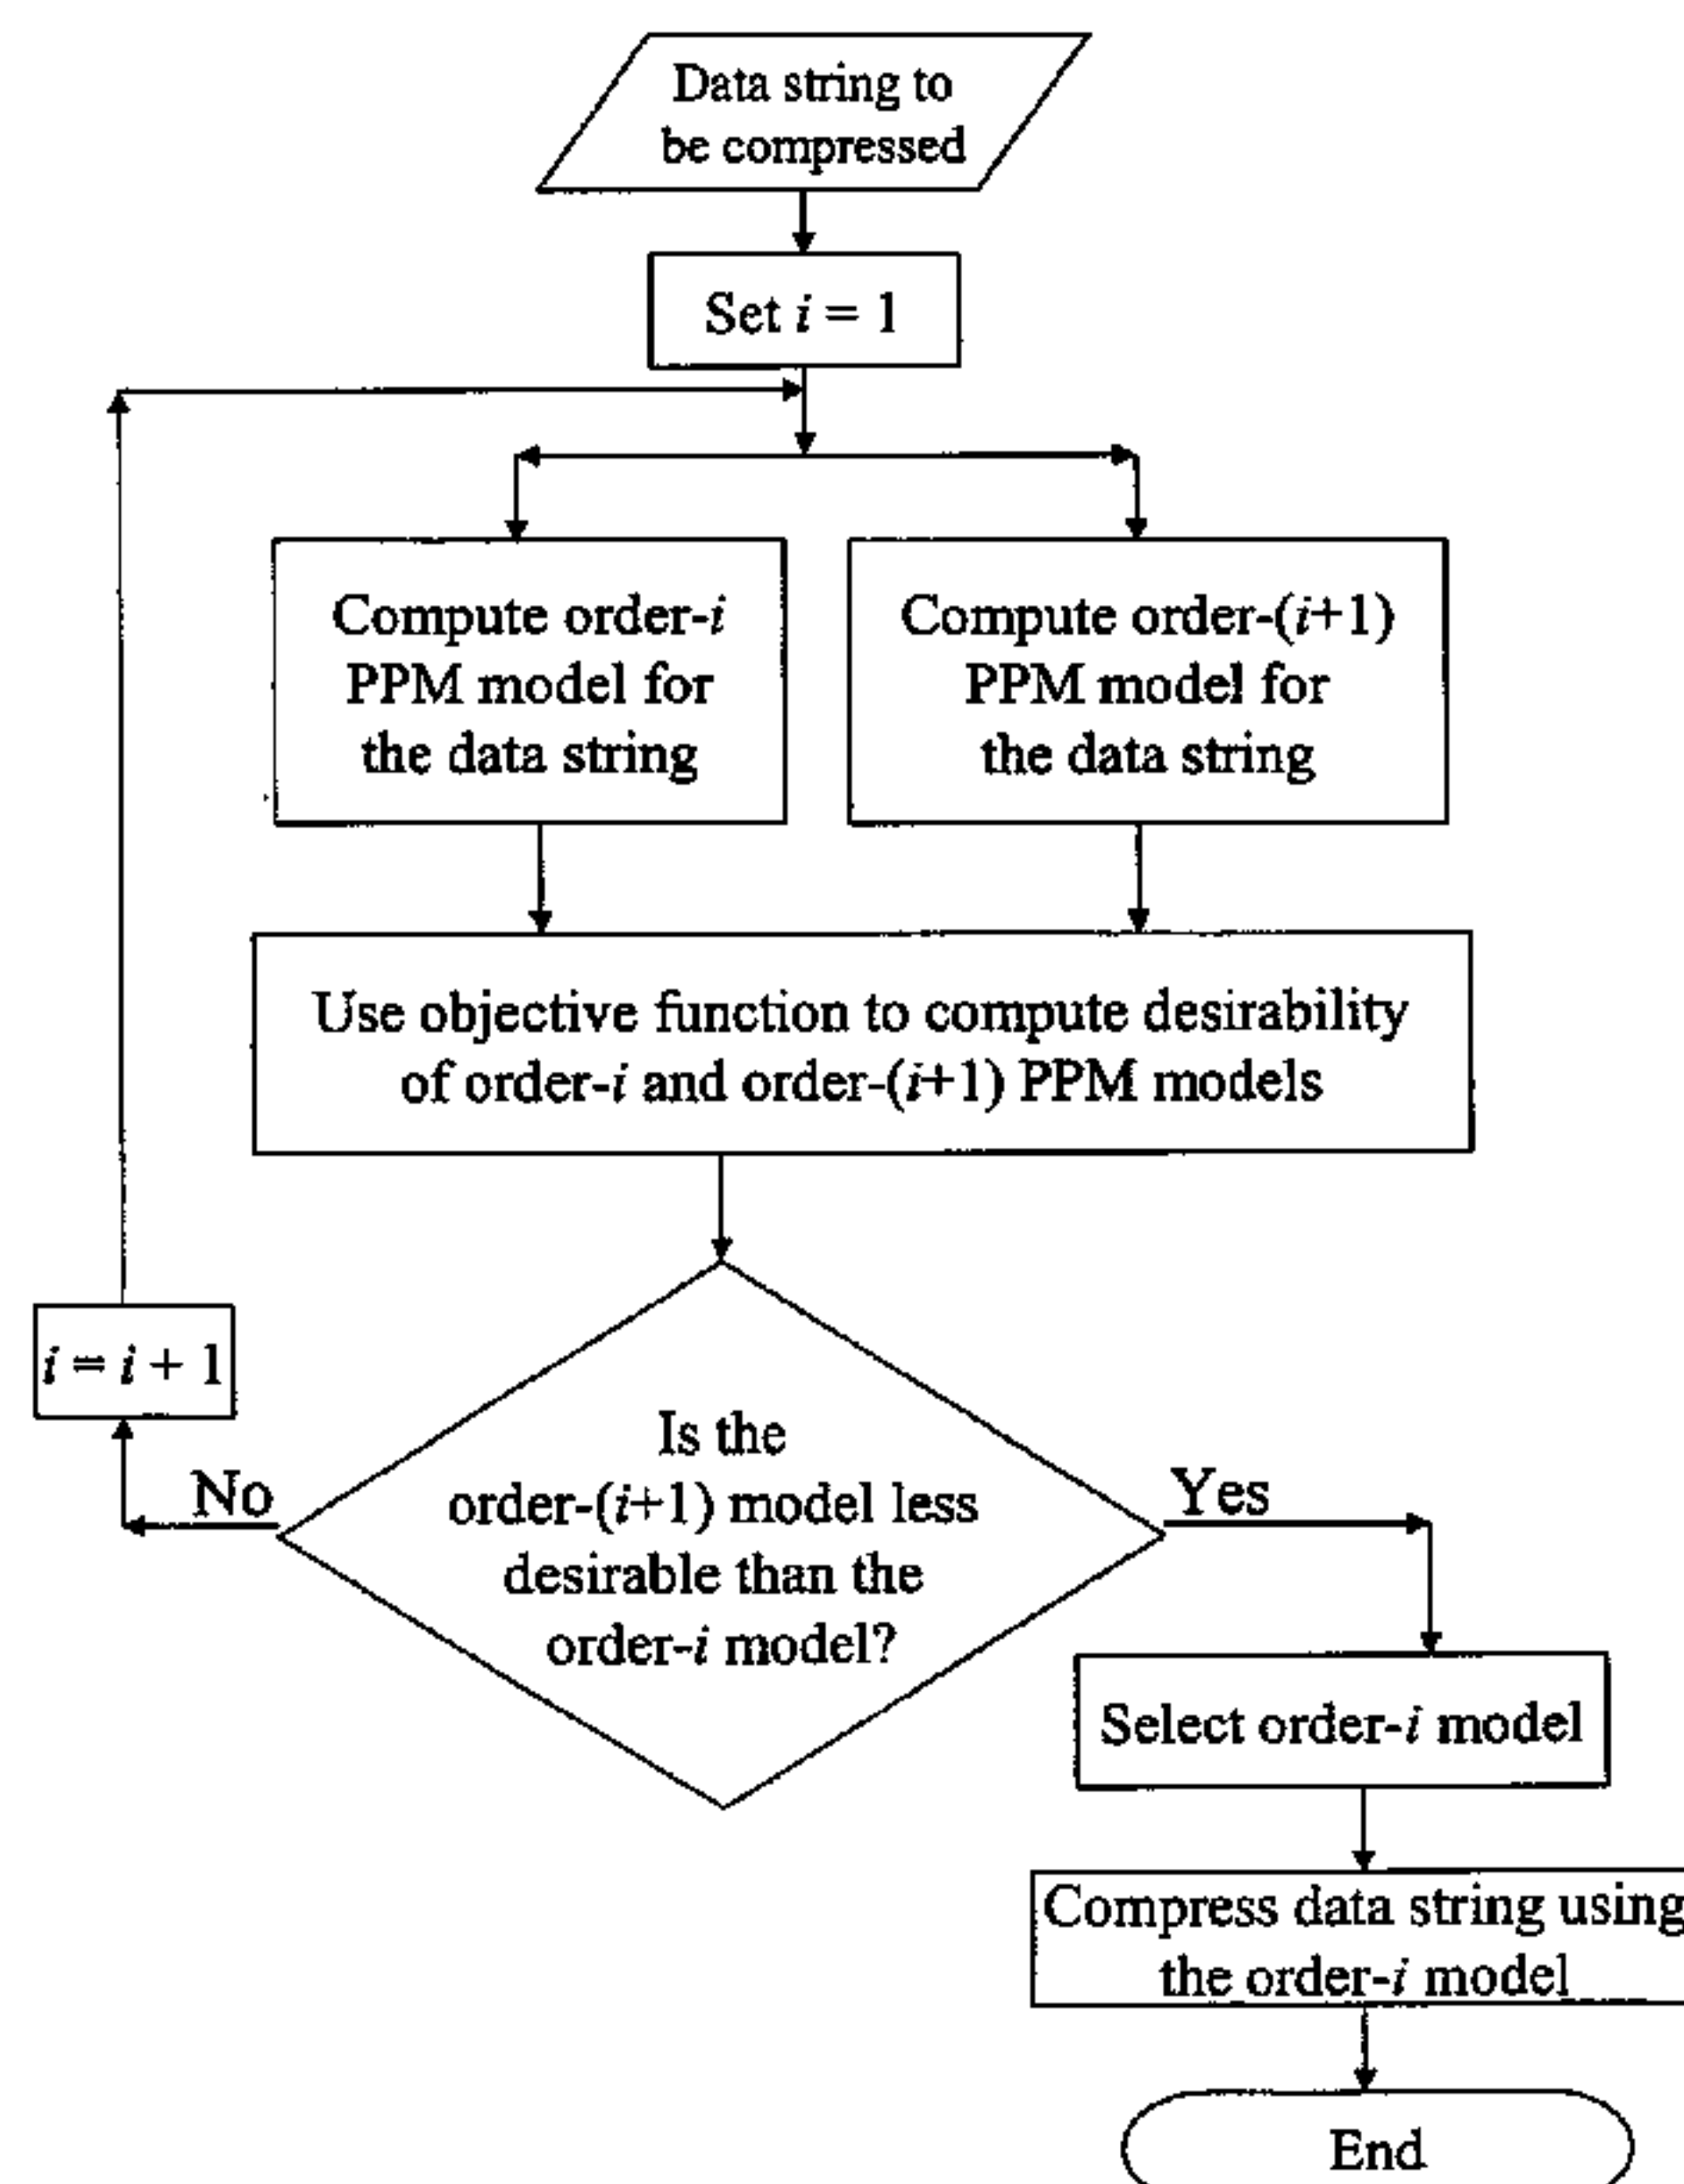 Data string to
be compressed
Set i = 1
Compute order-i
PPM model for
the data string
Compute order-(i+1)
PPM model for
the data string
Use objective function to compute desirability
of order-i and order-(i+1) PPM models
Is the
order-(i+1) model less
desirable than the
order-i model?
No
i = i + 1
Yes
Select order-i model
Compress data string using
the order-i model
End